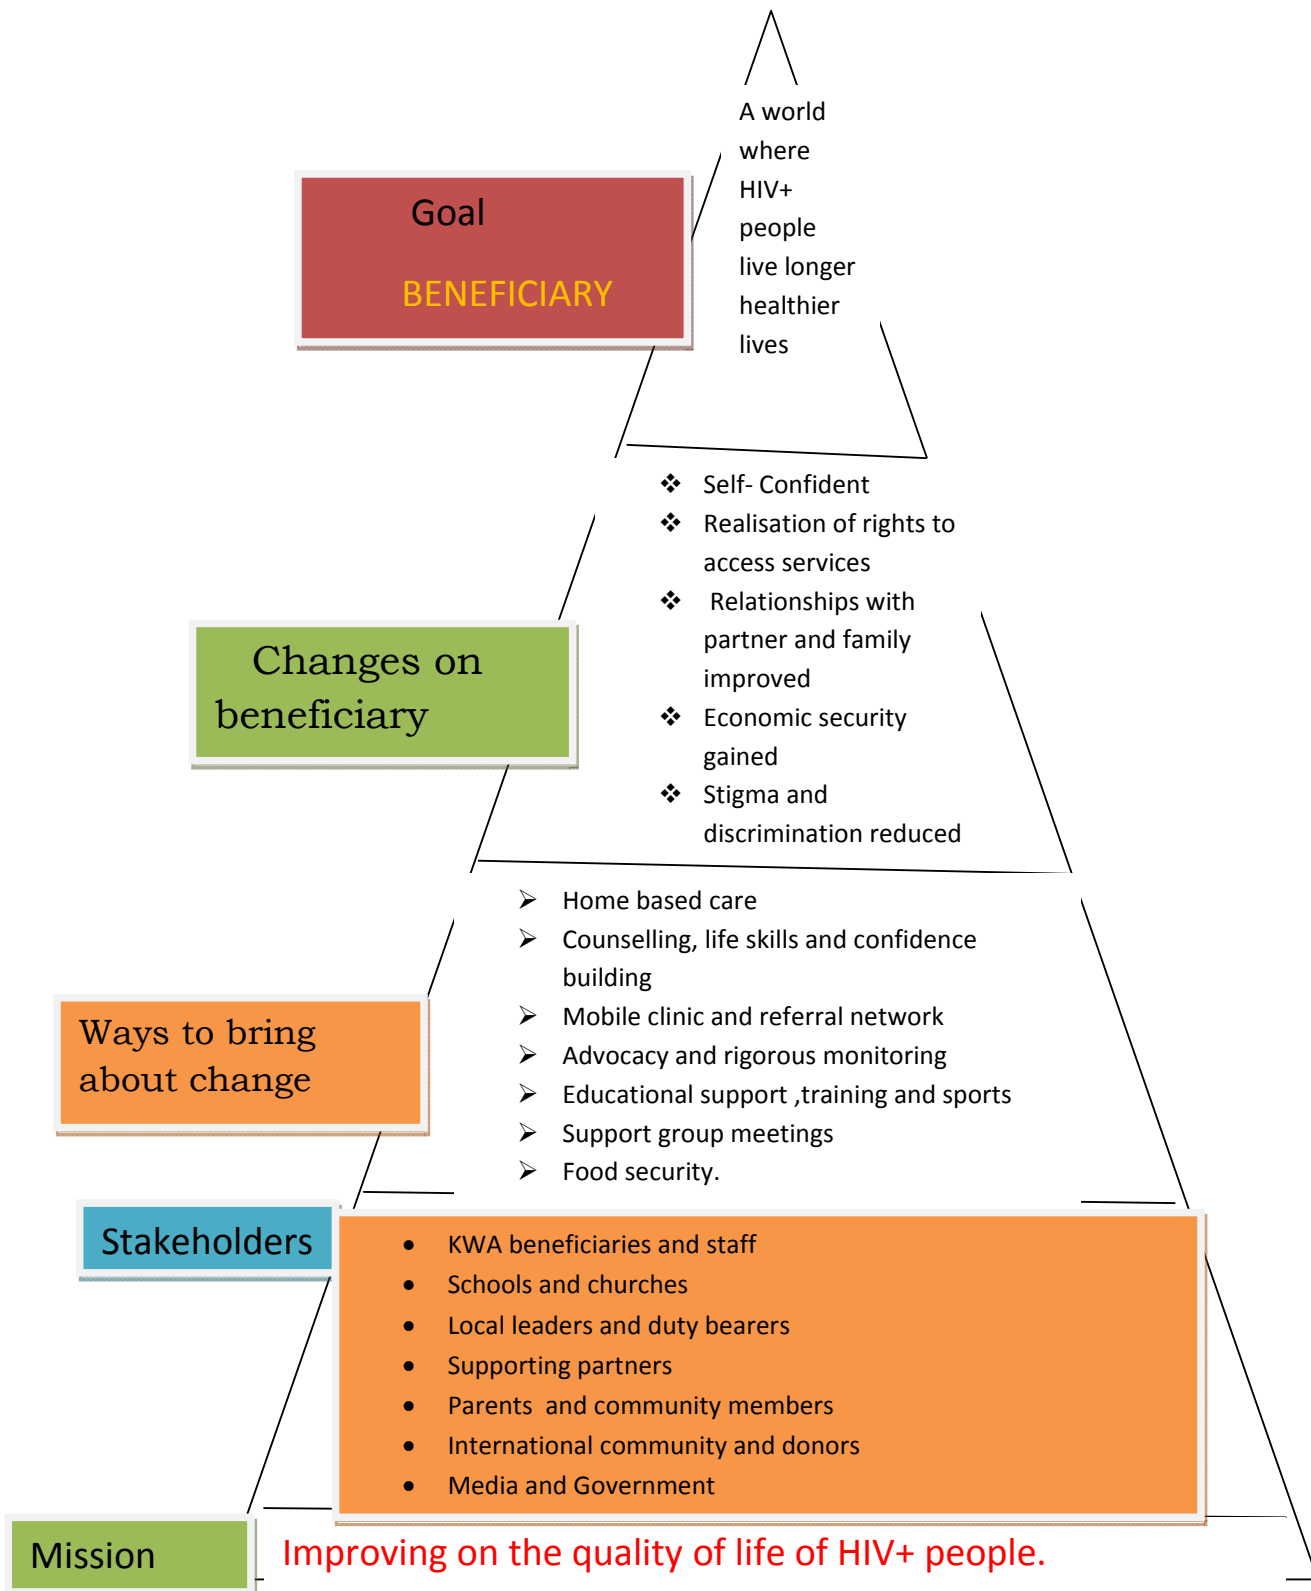 A world
where
HIV+
people
live longer
healthier
lives
Goal
BENEFICIARY
❖ Self- Confident
❖ Realisation of rights to
access services
❖ Relationships with
partner and family
improved
❖ Economic security
gained
❖ Stigma and
discrimination reduced
Changes on
beneficiary
➢ Home based care
➢ Counselling, life skills and confidence
building
➢ Mobile clinic and referral network
➢ Advocacy and rigorous monitoring
➢ Educational support ,training and sports
➢ Support group meetings
➢ Food security.
Ways to bring
about change
Stakeholders
• KWA beneficiaries and staff
• Schools and churches
• Local leaders and duty bearers
• Supporting partners
• Parents and community members
• International community and donors
• Media and Government
Mission
Improving on the quality of life of HIV+ people.